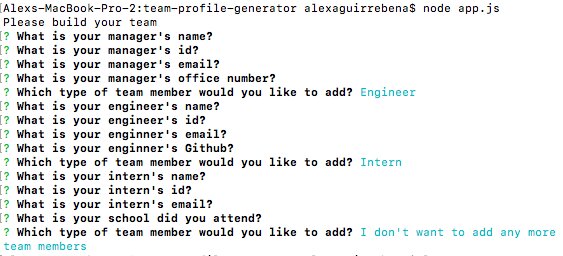 [Alexs-MacBook-Pro-2:team-profile-generator alexaguirrebena$ node app.js
Please build your team
[? What is your manager's name?
[? What is your manager's id?
[? What is your manager's email?
[? What is your manager's office number?
? Which type of team member would you like to add? Engineer
[? What is your engineer's name?
[? What is your enginner's id?
[? What is your enginner's email?
[? What is your enginner's Github?
? Which type of team member would you like to add? Intern
[? What is your intern's name?
[? What is your intern's id?
[? What is your intern's email?
[? What is your school did you attend?
? Which type of team member would you like to add? I don't want to add any more
team members